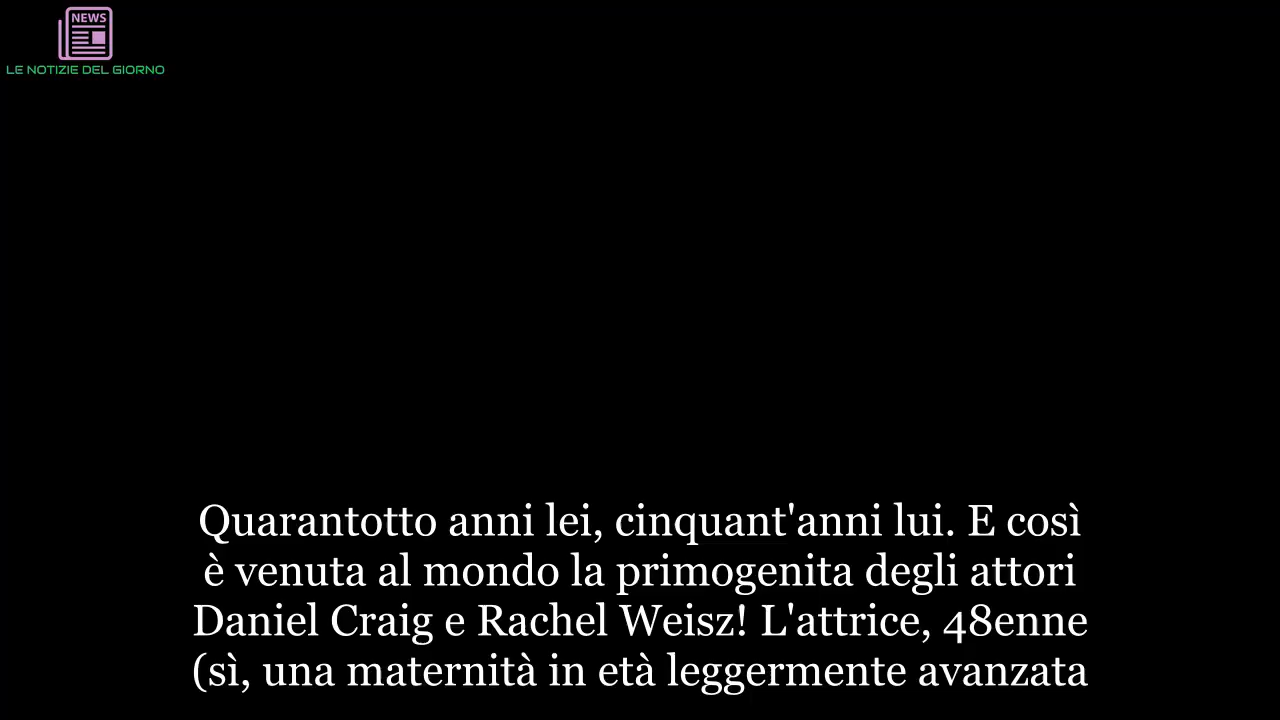 NEWS
LE NOTIZIE DEL GIORNO
Quarantotto anni lei, cinquant'anni lui. E così
è venuta al mondo la primogenita degli attori
Daniel Craig e Rachel Weisz! L'attrice, 48enne
(sì, una maternità in età leggermente avanzata